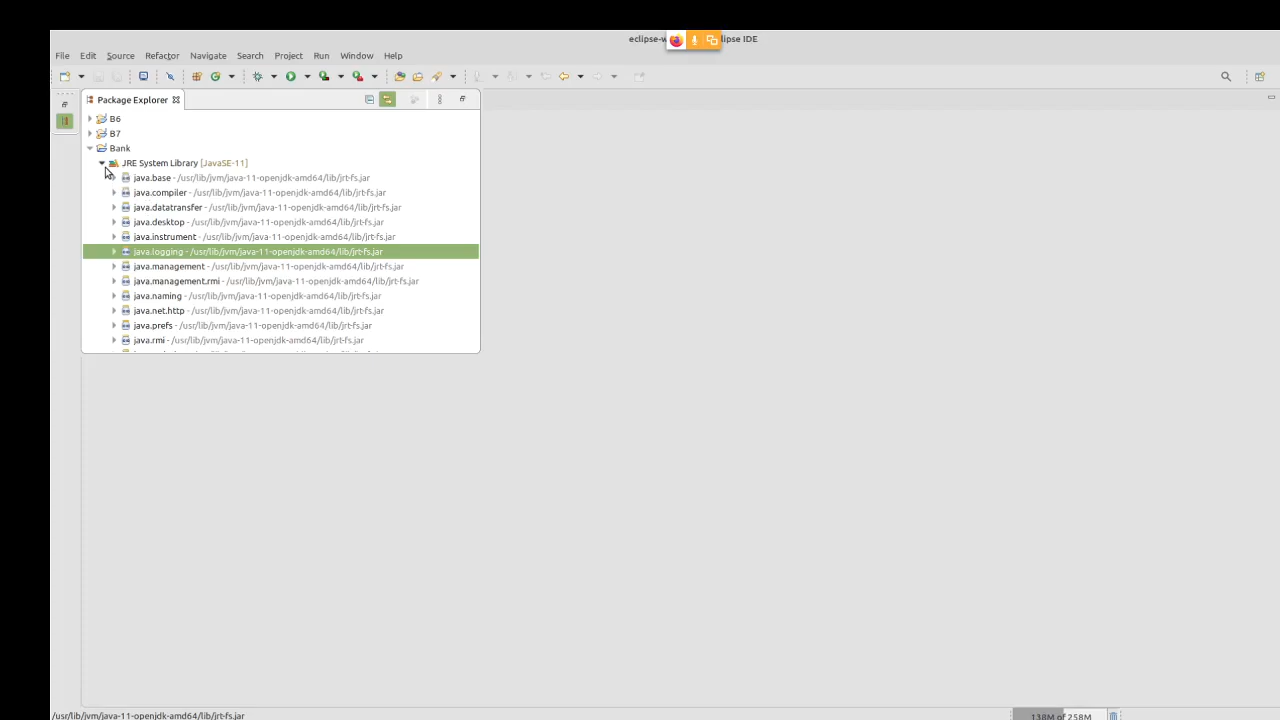 eclipse-w
lipse IDE
File Edit Source Refactor Navigate Search Project Run Window Help
Package Explorer
B6
B7
Bank
JRE System Library [JavaSE-11]
java.base - /usr/lib/jvm/java-11-openjdk-amd64/lib/jrt-fs.jar
java.compiler - /usr/lib/jvm/java-11-openjdk-amd64/lib/jrt-fs.jar
java.datatransfer - /usr/lib/jvm/java-11-openjdk-amd64/lib/jrt-fs.jar
java.desktop - /usr/lib/jvm/java-11-openjdk-amd64/lib/jrt-fs.jar
java.instrument - /usr/lib/jvm/java-11-openjdk-amd64/lib/jrt-fs.jar
java.logging - /usr/lib/jvm/java-11-openjdk-amd64/lib/jrt-fs.jar
java.management - /usr/lib/jvm/java-11-openjdk-amd64/lib/jrt-fs.jar
java.management.rmi - /usr/lib/jvm/java-11-openjdk-amd64/lib/jrt-fs.jar
java.naming - /usr/lib/jvm/java-11-openjdk-amd64/lib/jrt-fs.jar
java.net.http - /usr/lib/jvm/java-11-openjdk-amd64/lib/jrt-fs.jar
java.prefs - /usr/lib/jvm/java-11-openjdk-amd64/lib/jrt-fs.jar
java.rmi - /usr/lib/jvm/java-11-openjdk-amd64/lib/jrt-fs.jar
/usr/lib/jvm/java-11-openjdk-amd64/lib/jrt-fs.jar
138M of 258M